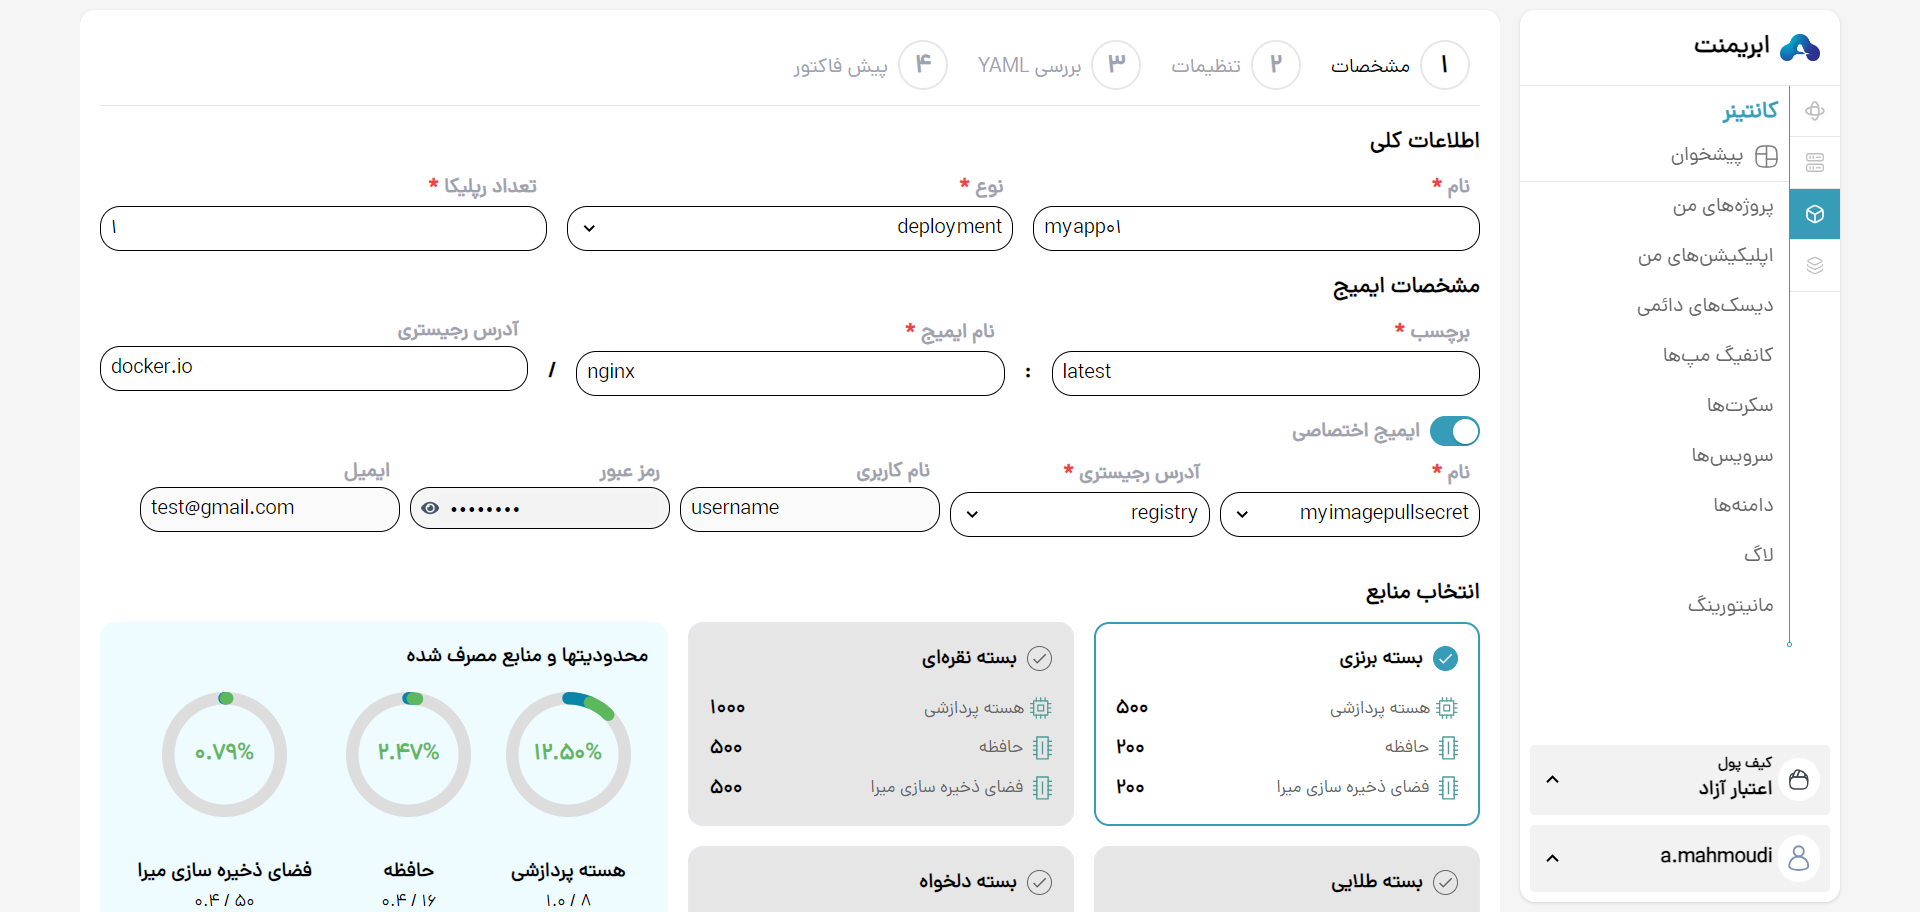 ابریمنت
کانتینر
پیشخوان
پروژه‌های من
اپلیکیشن‌های من
دیسک‌های دائمی
کانفیگ مپ‌ها
سکرت‌ها
سرویس‌ها
دامنه‌ها
لاگ
مانیتورینگ
کیف پول
اعتبار آزاد
a.mahmoudi
۱ مشخصات ۲ تنظیمات ۳ بررسی YAML ۴ پیش فاکتور
اطلاعات کلی
نام * نوع * تعداد رپلیکا *
myapp۰۱ deployment ۱
مشخصات ایمیج
برچسب * نام ایمیج * آدرس رجیستری
latest : nginx / docker.io
ایمیج اختصاصی
نام * آدرس رجیستری * نام کاربری رمز عبور ایمیل
myimagepullsecret registry username •••••••• test@gmail.com
انتخاب منابع
بسته برنزی
هسته پردازشی ۵۰۰
حافظه ۲۰۰
فضای ذخیره سازی میرا ۲۰۰
بسته نقره‌ای
هسته پردازشی ۱۰۰۰
حافظه ۵۰۰
فضای ذخیره سازی میرا ۵۰۰
بسته طلایی
بسته دلخواه
محدودیتها و منابع مصرف شده
۱۲.۵۰% ۲.۴۷% ۰.۷۹%
هسته پردازشی حافظه فضای ذخیره سازی میرا
۱.۰ / ۸ ۰.۴ / ۱۶ ۰.۴ / ۵۰